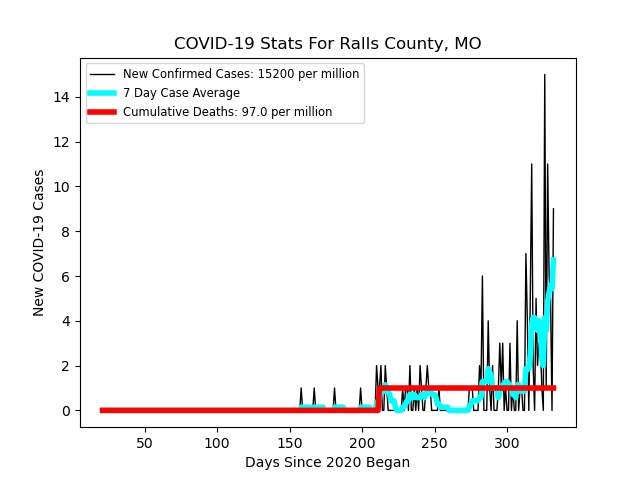 COVID-19 Stats For Ralls County, MO
New Confirmed Cases: 15200 per million
7 Day Case Average
Cumulative Deaths: 97.0 per million
New COVID-19 Cases
14
12
10
8
6
4
2
0
50 100 150 200 250 300
Days Since 2020 Began